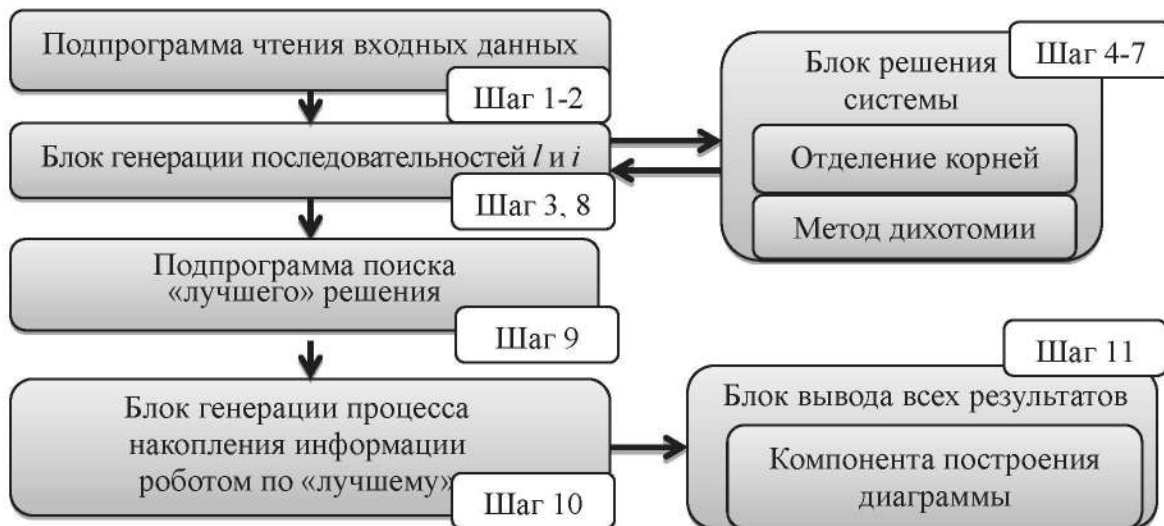 Подпрограмма чтения входных данных
Шаг 1-2
Блок генерации последовательностей l и i
Шаг 3, 8
Блок решения
системы
Шаг 4-7
Отделение корней
Метод дихотомии
Подпрограмма поиска
«лучшего» решения
Шаг 9
Блок генерации процесса
накопления информации
роботом по «лучшему»
Шаг 10
Шаг 11
Блок вывода всех результатов
Компонента построения
диаграммы